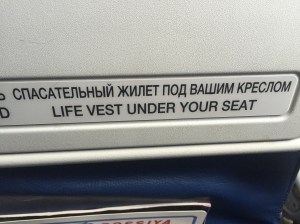 Ь СПАСАТЕЛЬНЫЙ ЖИЛЕТ ПОД ВАШИМ КРЕСЛОМ
D LIFE VEST UNDER YOUR SEAT